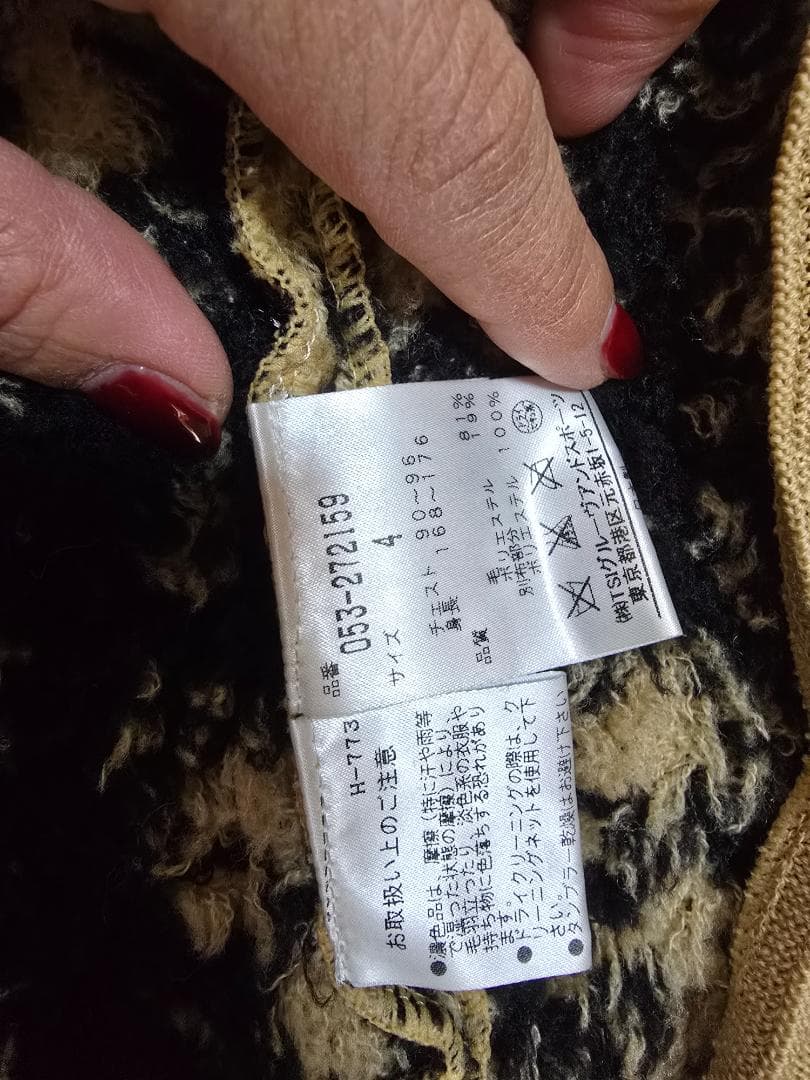 品番 053-272159
サイズ 4
チェスト 90〜96
身長 168〜176
品質
毛 81%
ポリエステル 19%
別布部分
ポリエステル 100%
㈱TSIグルーヴアンドスポーツ
東京都港区元赤坂1-5-12
H-773
お取扱い上のご注意
●濃色品は、摩擦(特に汗や雨等
で湿った状態の摩擦)により、
毛羽立ったり、淡色系の衣服や
持ち物に色落ちする恐れがあり
ます。
●ドライクリーニングの際は、ク
リーニングネットを使用して下
さい。
●タンブラー乾燥はお避け下さい